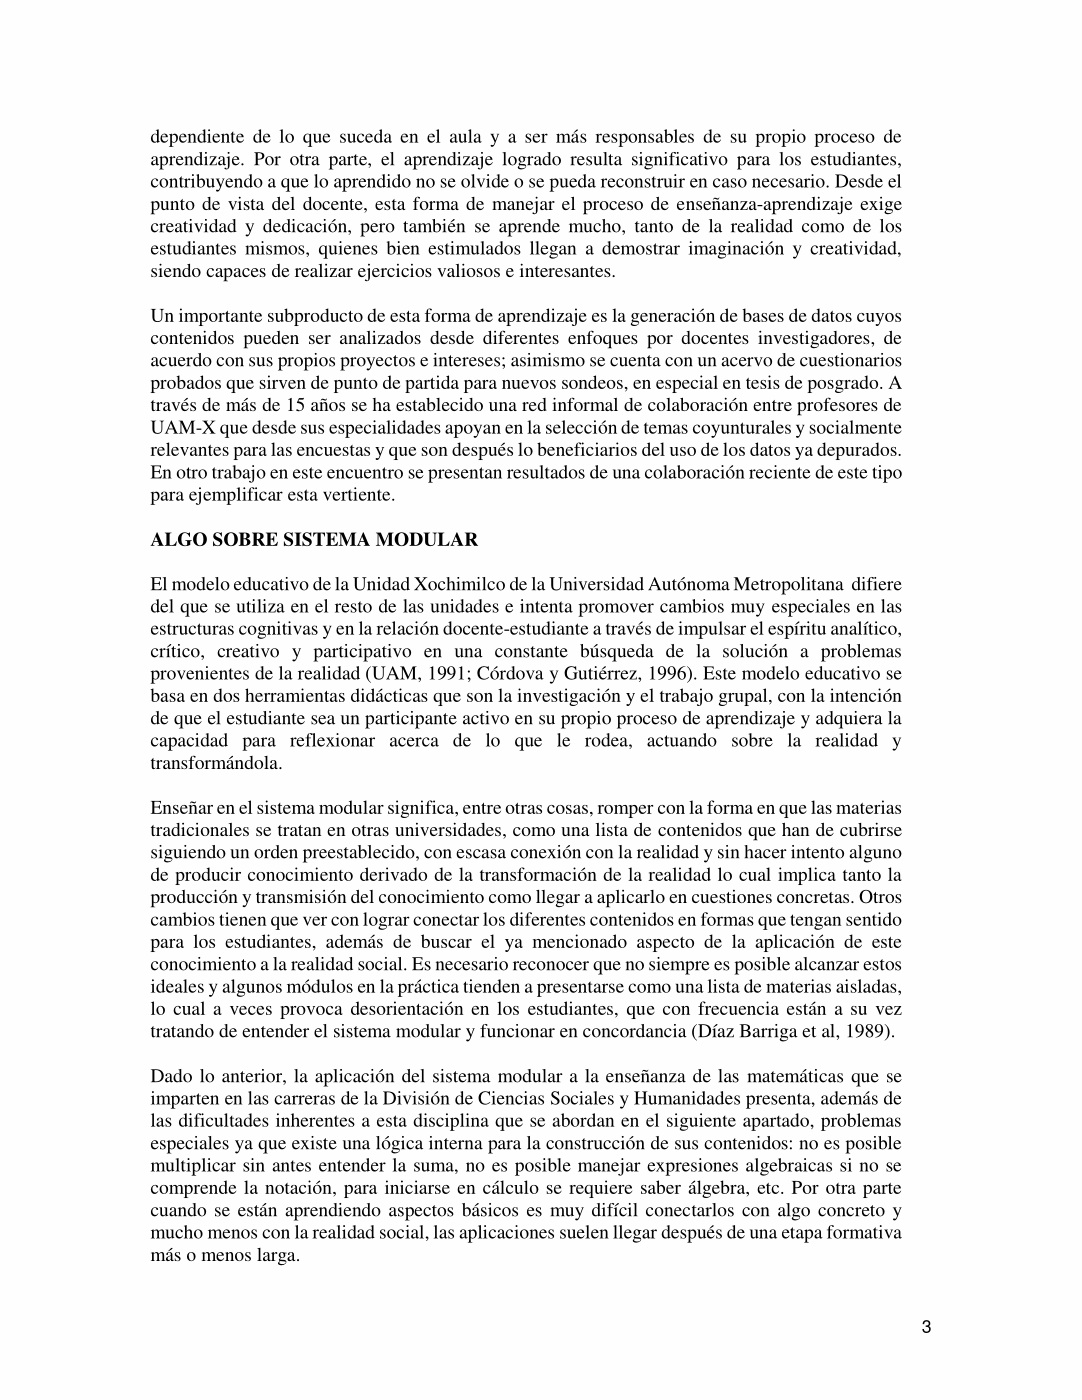 dependiente de lo que suceda en el aula y a ser más responsables de su propio proceso de
aprendizaje. Por otra parte, el aprendizaje logrado resulta significativo para los estudiantes,
contribuyendo a que lo aprendido no se olvide o se pueda reconstruir en caso necesario. Desde el
punto de vista del docente, esta forma de manejar el proceso de enseñanza-aprendizaje exige
creatividad y dedicación, pero también se aprende mucho, tanto de la realidad como de los
estudiantes mismos, quienes bien estimulados llegan a demostrar imaginación y creatividad,
siendo capaces de realizar ejercicios valiosos e interesantes.

Un importante subproducto de esta forma de aprendizaje es la generación de bases de datos cuyos
contenidos pueden ser analizados desde diferentes enfoques por docentes investigadores, de
acuerdo con sus propios proyectos e intereses; asimismo se cuenta con un acervo de cuestionarios
probados que sirven de punto de partida para nuevos sondeos, en especial en tesis de posgrado. A
través de más de 15 años se ha establecido una red informal de colaboración entre profesores de
UAM-X que desde sus especialidades apoyan en la selección de temas coyunturales y socialmente
relevantes para las encuestas y que son después lo beneficiarios del uso de los datos ya depurados.
En otro trabajo en este encuentro se presentan resultados de una colaboración reciente de este tipo
para ejemplificar esta vertiente.

ALGO SOBRE SISTEMA MODULAR

El modelo educativo de la Unidad Xochimilco de la Universidad Autónoma Metropolitana difiere
del que se utiliza en el resto de las unidades e intenta promover cambios muy especiales en las
estructuras cognitivas y en la relación docente-estudiante a través de impulsar el espíritu analítico,
crítico, creativo y participativo en una constante búsqueda de la solución a problemas
provenientes de la realidad (UAM, 1991; Córdova y Gutiérrez, 1996). Este modelo educativo se
basa en dos herramientas didácticas que son la investigación y el trabajo grupal, con la intención
de que el estudiante sea un participante activo en su propio proceso de aprendizaje y adquiera la
capacidad para reflexionar acerca de lo que le rodea, actuando sobre la realidad y
transformándola.

Enseñar en el sistema modular significa, entre otras cosas, romper con la forma en que las materias
tradicionales se tratan en otras universidades, como una lista de contenidos que han de cubrirse
siguiendo un orden preestablecido, con escasa conexión con la realidad y sin hacer intento alguno
de producir conocimiento derivado de la transformación de la realidad lo cual implica tanto la
producción y transmisión del conocimiento como llegar a aplicarlo en cuestiones concretas. Otros
cambios tienen que ver con lograr conectar los diferentes contenidos en formas que tengan sentido
para los estudiantes, además de buscar el ya mencionado aspecto de la aplicación de este
conocimiento a la realidad social. Es necesario reconocer que no siempre es posible alcanzar estos
ideales y algunos módulos en la práctica tienden a presentarse como una lista de materias aisladas,
lo cual a veces provoca desorientación en los estudiantes, que con frecuencia están a su vez
tratando de entender el sistema modular y funcionar en concordancia (Díaz Barriga et al, 1989).

Dado lo anterior, la aplicación del sistema modular a la enseñanza de las matemáticas que se
imparten en las carreras de la División de Ciencias Sociales y Humanidades presenta, además de
las dificultades inherentes a esta disciplina que se abordan en el siguiente apartado, problemas
especiales ya que existe una lógica interna para la construcción de sus contenidos: no es posible
multiplicar sin antes entender la suma, no es posible manejar expresiones algebraicas si no se
comprende la notación, para iniciarse en cálculo se requiere saber álgebra, etc. Por otra parte
cuando se están aprendiendo aspectos básicos es muy difícil conectarlos con algo concreto y
mucho menos con la realidad social, las aplicaciones suelen llegar después de una etapa formativa
más o menos larga.

3